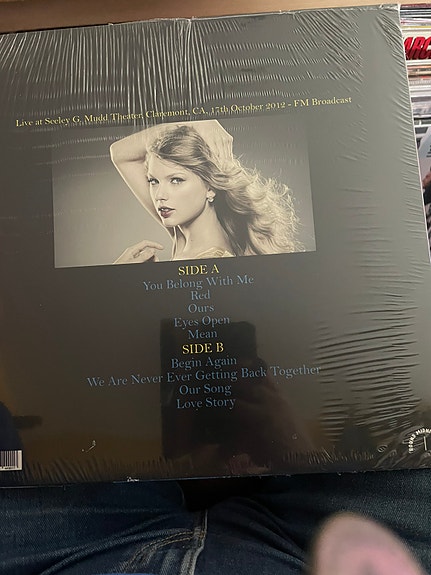 Live at Seeley G. Mudd Theater, Claremont, CA, 17th October 2012 - FM Broadcast
SIDE A
You Belong With Me
Red
Ours
Eyes Open
Mean
SIDE B
Begin Again
We Are Never Ever Getting Back Together
Our Song
Love Story